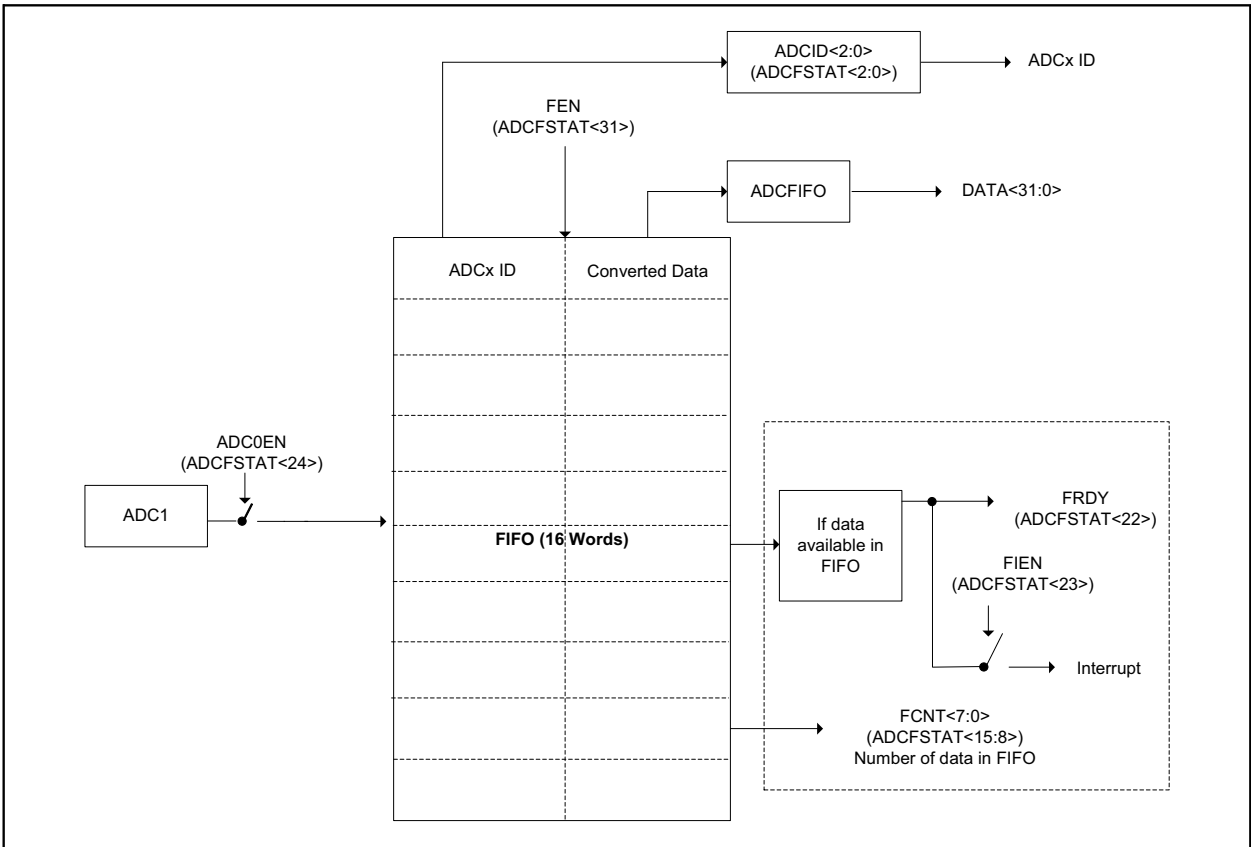 ADCID<2:0>
(ADCFSTAT<2:0>)
ADCx ID
FEN
(ADCFSTAT<31>)
ADCFIFO
DATA<31:0>
ADCx ID
Converted Data
ADC0EN
(ADCFSTAT<24>)
ADC1
FIFO (16 Words)
If data
available in
FIFO
FRDY
(ADCFSTAT<22>)
FIEN
(ADCFSTAT<23>)
Interrupt
FCNT<7:0>
(ADCFSTAT<15:8>)
Number of data in FIFO